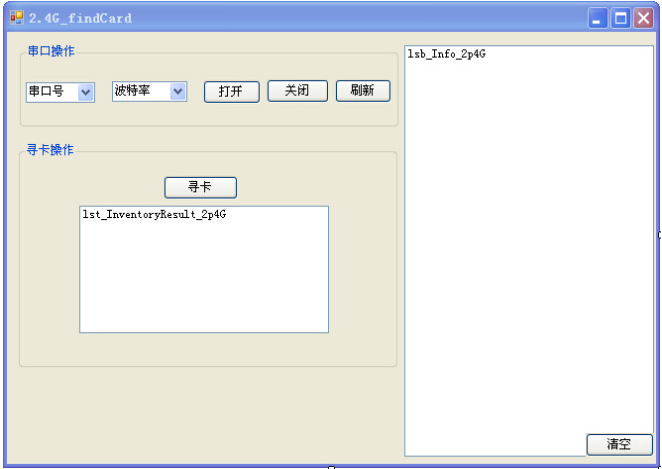 2.4G_findCard
串口操作
串口号
波特率
打开
关闭
刷新
寻卡操作
寻卡
lst_InventoryResult_2p4G
lsb_Info_2p4G
清空